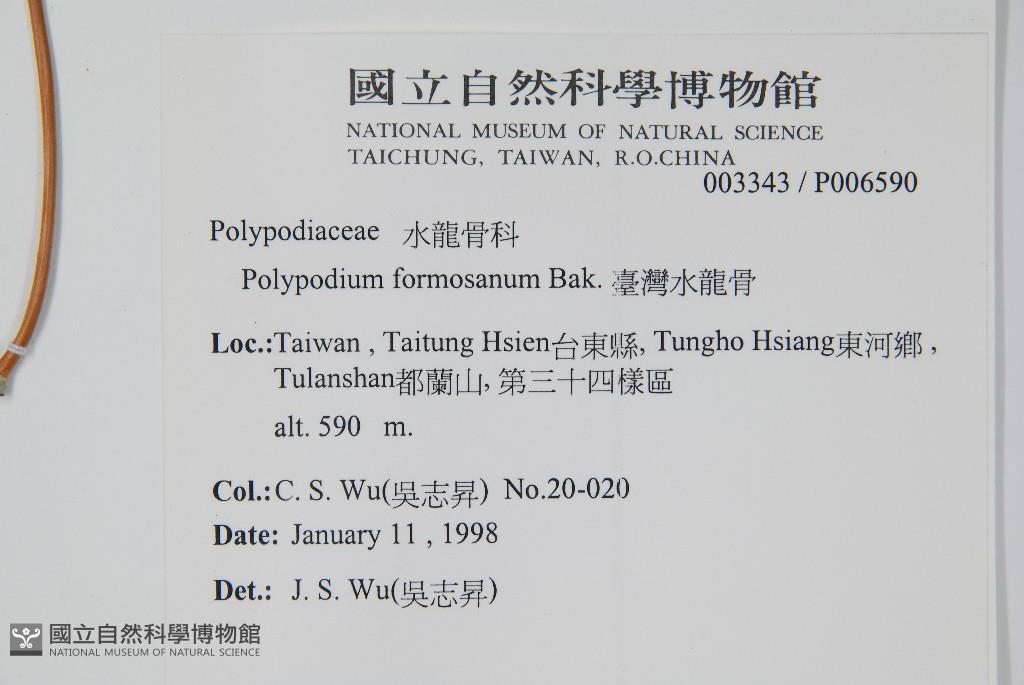 國立自然科學博物館
NATIONAL MUSEUM OF NATURAL SCIENCE
TAICHUNG, TAIWAN, R.O.CHINA
003343 / P006590
Polypodiaceae 水龍骨科
Polypodium formosanum Bak. 臺灣水龍骨
Loc.:Taiwan , Taitung Hsien台東縣, Tungho Hsiang東河鄉 ,
Tulanshan都蘭山, 第三十四樣區
alt. 590 m.
Col.:C. S. Wu(吳志昇) No.20-020
Date: January 11 , 1998
Det.: J. S. Wu(吳志昇)
國立自然科學博物館
NATIONAL MUSEUM OF NATURAL SCIENCE